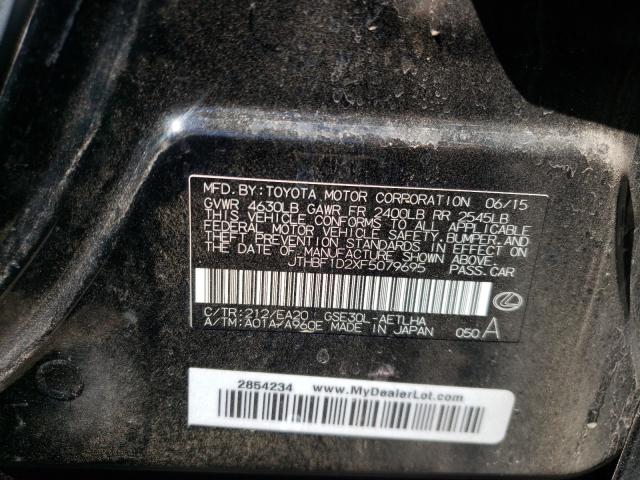 MFD. BY: TOYOTA MOTOR CORPORATION 06/15
GVWR 4630LB GAWR FR 2400LB RR 2545LB
THIS VEHICLE CONFORMS TO ALL APPLICABLE
FEDERAL MOTOR VEHICLE SAFETY, BUMPER, AND
THEFT PREVENTION STANDARDS IN EFFECT ON
THE DATE OF MANUFACTURE SHOWN ABOVE.
JTHBF1D2XF5079695 PASS. CAR
C/TR: 212/EA20 GSE30L-AETLHA
A/TM: A01A/A960E MADE IN JAPAN 050 A
2854234 www.MyDealerLot.com